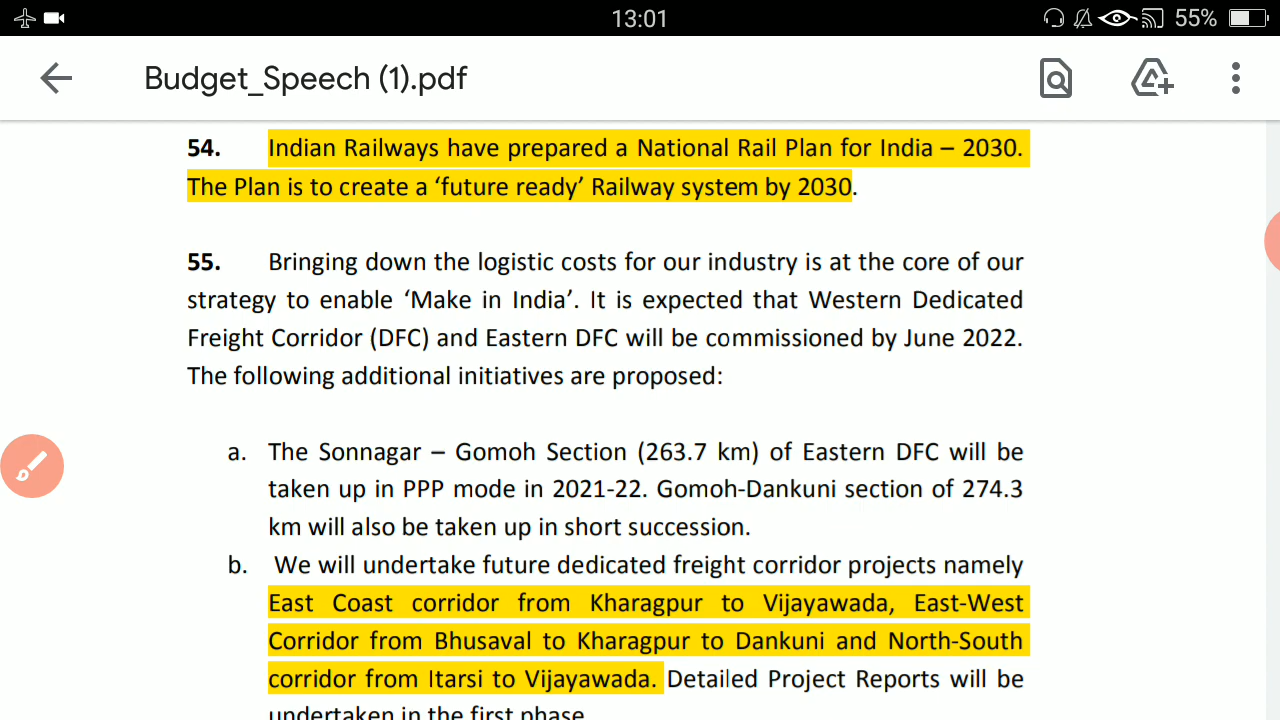 13:01
55%
Budget_Speech (1).pdf
54. Indian Railways have prepared a National Rail Plan for India – 2030.
The Plan is to create a ‘future ready’ Railway system by 2030.
55. Bringing down the logistic costs for our industry is at the core of our
strategy to enable ‘Make in India’. It is expected that Western Dedicated
Freight Corridor (DFC) and Eastern DFC will be commissioned by June 2022.
The following additional initiatives are proposed:
a. The Sonnagar – Gomoh Section (263.7 km) of Eastern DFC will be
taken up in PPP mode in 2021-22. Gomoh-Dankuni section of 274.3
km will also be taken up in short succession.
b. We will undertake future dedicated freight corridor projects namely
East Coast corridor from Kharagpur to Vijayawada, East-West
Corridor from Bhusaval to Kharagpur to Dankuni and North-South
corridor from Itarsi to Vijayawada. Detailed Project Reports will be
undertaken in the first phase.